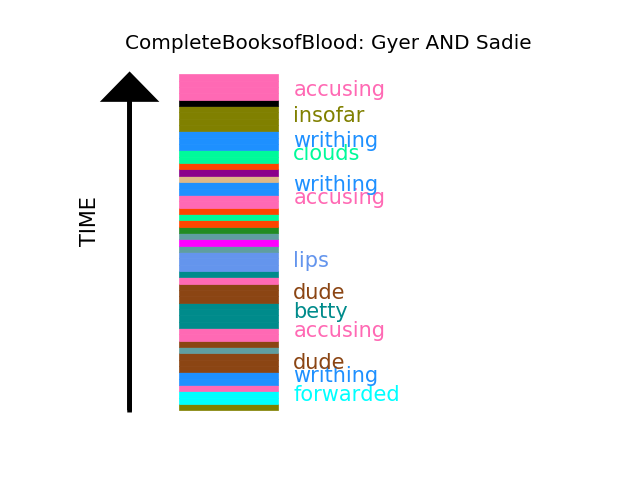 CompleteBooksofBlood: Gyer AND Sadie
accusing
insofar
writhing
clouds
writhing
accusing
lips
dude
betty
accusing
dude
writhing
forwarded
TIME